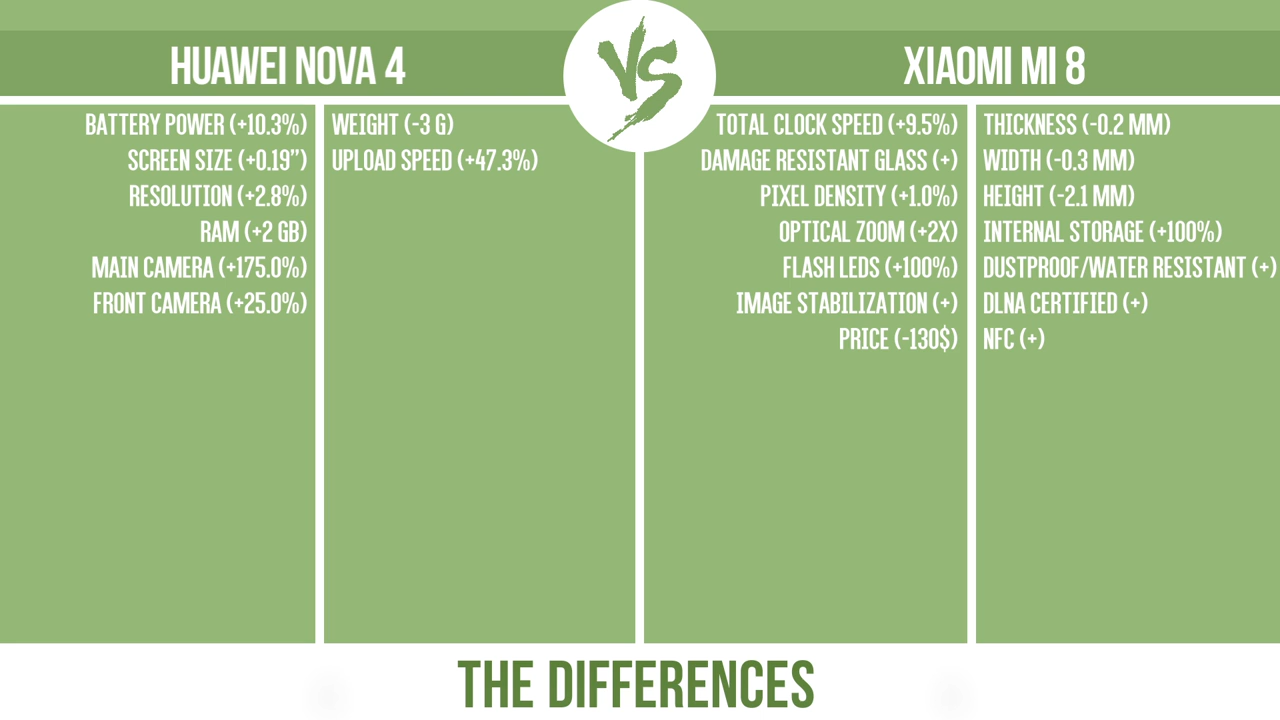 HUAWEI NOVA 4
VS
XIAOMI MI 8
BATTERY POWER (+10.3%)
SCREEN SIZE (+0.19”)
RESOLUTION (+2.8%)
RAM (+2 GB)
MAIN CAMERA (+175.0%)
FRONT CAMERA (+25.0%)
WEIGHT (-3 G)
UPLOAD SPEED (+47.3%)
TOTAL CLOCK SPEED (+9.5%)
DAMAGE RESISTANT GLASS (+)
PIXEL DENSITY (+1.0%)
OPTICAL ZOOM (+2X)
FLASH LEDS (+100%)
IMAGE STABILIZATION (+)
PRICE (-130$)
THICKNESS (-0.2 MM)
WIDTH (-0.3 MM)
HEIGHT (-2.1 MM)
INTERNAL STORAGE (+100%)
DUSTPROOF/WATER RESISTANT (+)
DLNA CERTIFIED (+)
NFC (+)
THE DIFFERENCES